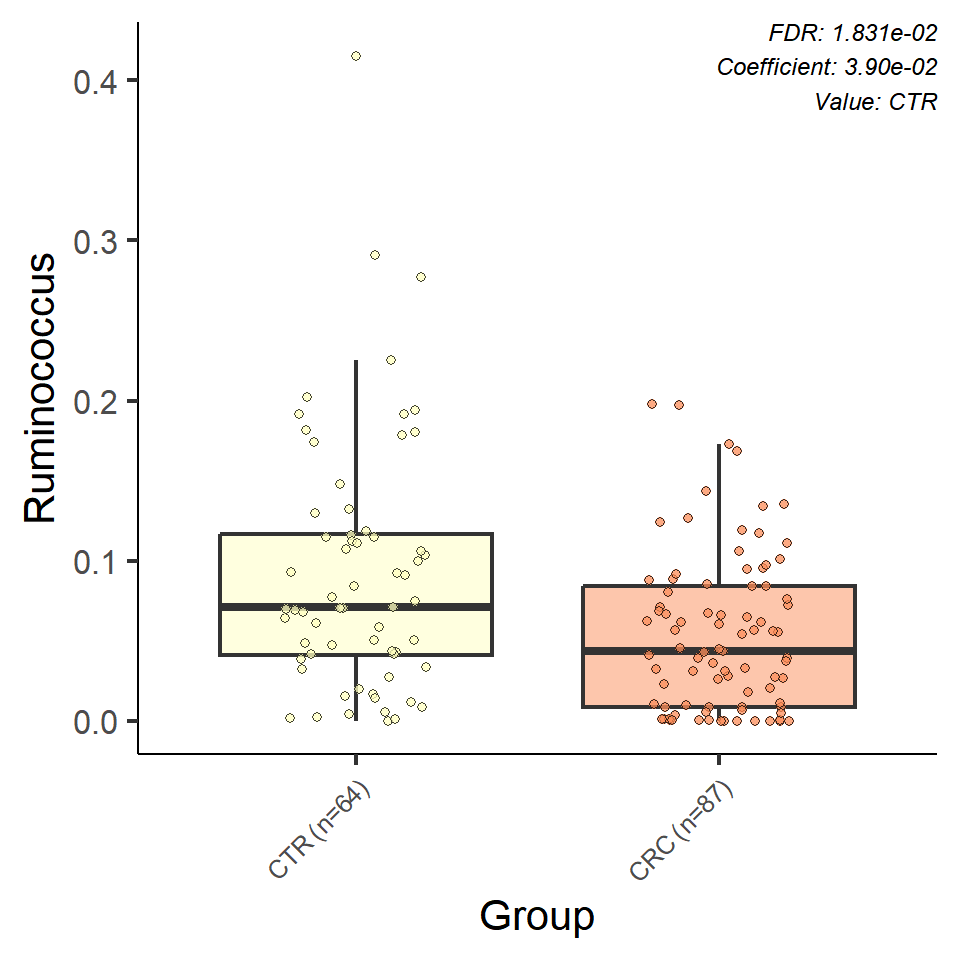 FDR: 1.831e-02
Coefficient: 3.90e-02
Value: CTR
Ruminococcus
0.4
0.3
0.2
0.1
0.0
CTR (n=64)
CRC (n=87)
Group